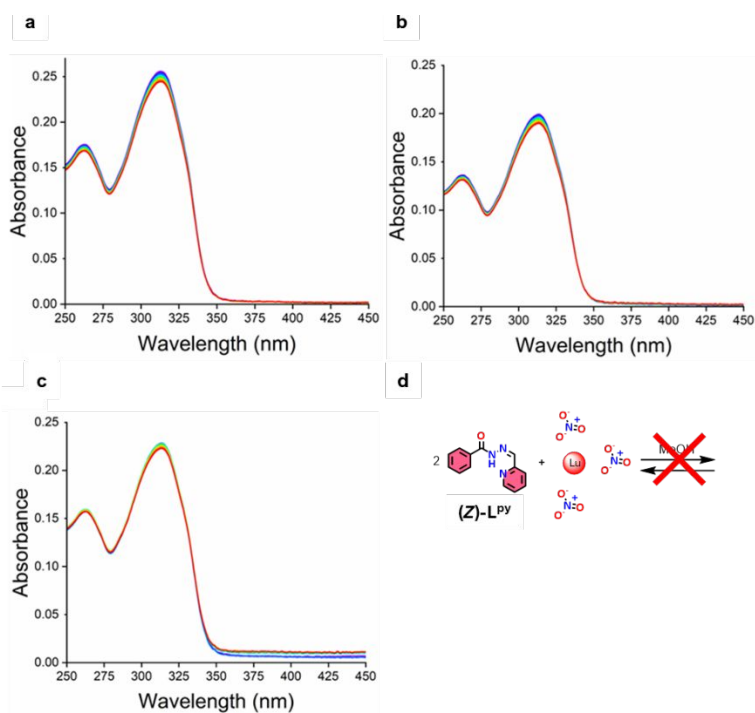 a
b
0.25
0.20
0.15
0.10
0.05
0.00
Absorbance
250 275 300 325 350 375 400 425 450
Wavelength (nm)
0.25
0.20
0.15
0.10
0.05
0.00
Absorbance
250 275 300 325 350 375 400 425 450
Wavelength (nm)
c
d
0.25
0.20
0.15
0.10
0.05
0.00
Absorbance
250 275 300 325 350 375 400 425 450
Wavelength (nm)
2
O
N
H
N
N
(Z)-Lpy
+
O- N+ O O-
Lu
O- N+ O O-
O- N+ O O-
MeOH